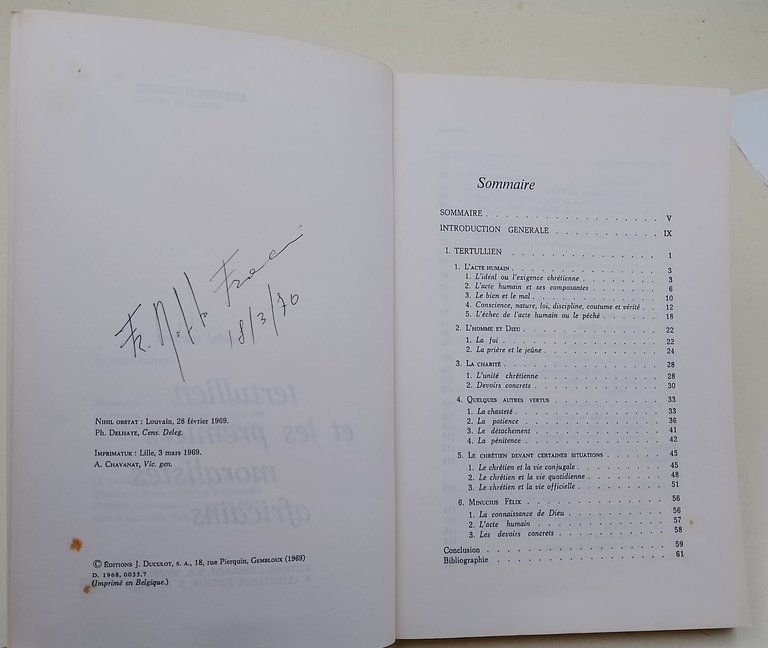 Fr.
18/3/70
NIHIL OBSTAT : Louvain, 28 février 1969.
Ph. DELHAYE, Cens. Deleg.
IMPRIMATUR : Lille, 3 mars 1969.
A. CHAVANAT, Vic. gen.
© EDITIONS J. DUCULOT, S. A., 18, rue Pierquin, GEMBLOUX (1969)
D. 1968, 0035.7
(Imprimé en Belgique.)
Sommaire
SOMMAIRE . . . . . . . . . . . . . . . . . V
INTRODUCTION GENERALE . . . . . . . . . . IX
I. TERTULLIEN . . . . . . . . . . . . . . . 1
1. L'ACTE HUMAIN . . . . . . . . . . . . . . 3
1. L'idéal ou l'exigence chrétienne . . . . . . . . 3
2. L'acte humain et ses composantes . . . . . . . 6
3. Le bien et le mal . . . . . . . . . . . . 10
4. Conscience, nature, loi, discipline, coutume et vérité . . 12
5. L'échec de l'acte humain ou le péché . . . . . . 18
2. L'HOMME ET DIEU . . . . . . . . . . . . . 22
1. La foi . . . . . . . . . . . . . . . . 22
2. La prière et le jeûne . . . . . . . . . . . 24
3. LA CHARITÉ . . . . . . . . . . . . . . . 28
1. L'unité chrétienne . . . . . . . . . . . . 28
2. Devoirs concrets . . . . . . . . . . . . . 30
4. QUELQUES AUTRES VERTUS . . . . . . . . . . 33
1. La chasteté . . . . . . . . . . . . . . 33
2. La patience . . . . . . . . . . . . . . 36
3. Le détachement . . . . . . . . . . . . . 41
4. La pénitence . . . . . . . . . . . . . . 42
5. LE CHRÉTIEN DEVANT CERTAINES SITUATIONS . . . . . 45
1. Le chrétien et la vie conjugale . . . . . . . . 45
2. Le chrétien et la vie quotidienne . . . . . . . 48
3. Le chrétien et la vie officielle . . . . . . . . 51
6. MINUCIUS FÉLIX . . . . . . . . . . . . . 56
1. La connaissance de Dieu . . . . . . . . . . 56
2. L'acte humain . . . . . . . . . . . . . 57
3. Les devoirs concrets . . . . . . . . . . . 58
Conclusion . . . . . . . . . . . . . . . . . 59
Bibliographie . . . . . . . . . . . . . . . . 61